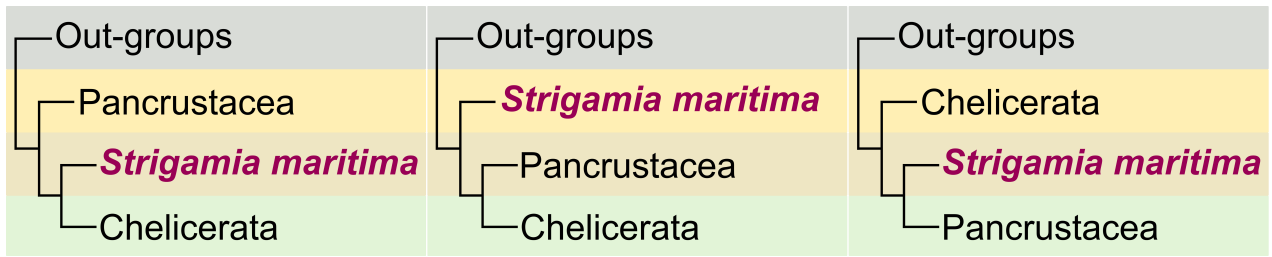 Out-groups
Pancrustacea
Strigamia maritima
Chelicerata
Out-groups
Strigamia maritima
Pancrustacea
Chelicerata
Out-groups
Chelicerata
Strigamia maritima
Pancrustacea